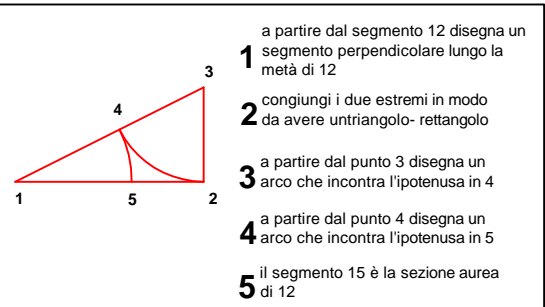 3
4
1
5
2
1
a partire dal segmento 12 disegna un
segmento perpendicolare lungo la
metà di 12
2
congiungi i due estremi in modo
da avere untriangolo- rettangolo
3
a partire dal punto 3 disegna un
arco che incontra l'ipotenusa in 4
4
a partire dal punto 4 disegna un
arco che incontra l'ipotenusa in 5
5
il segmento 15 è la sezione aurea
di 12